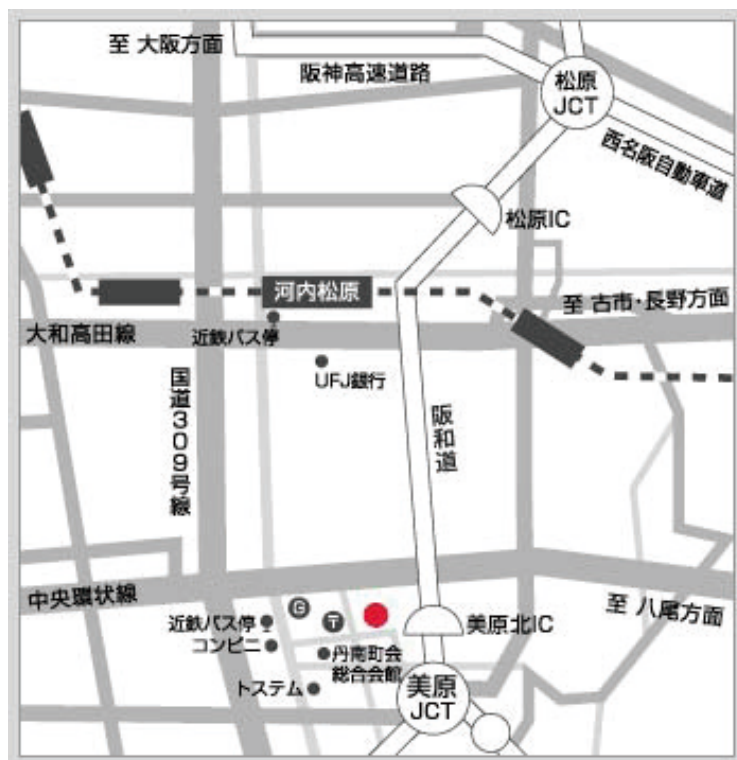 至 大阪方面
阪神高速道路
松原
JCT
西名阪自動車道
松原IC
河内松原
至 古市・長野方面
大和高田線
近鉄バス停
UFJ銀行
国道309号線
阪和道
中央環状線
至 八尾方面
G
T
近鉄バス停
コンビニ
美原北IC
丹南町会
総合会館
トステム
美原
JCT